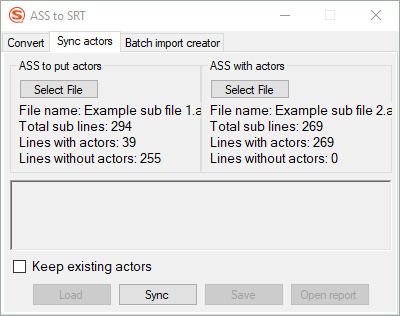 ASS to SRT
Convert
Sync actors
Batch import creator
ASS to put actors
Select File
File name: Example sub file 1.a
Total sub lines: 294
Lines with actors: 39
Lines without actors: 255
ASS with actors
Select File
File name: Example sub file 2.a
Total sub lines: 269
Lines with actors: 269
Lines without actors: 0
Keep existing actors
Load
Sync
Save
Open report